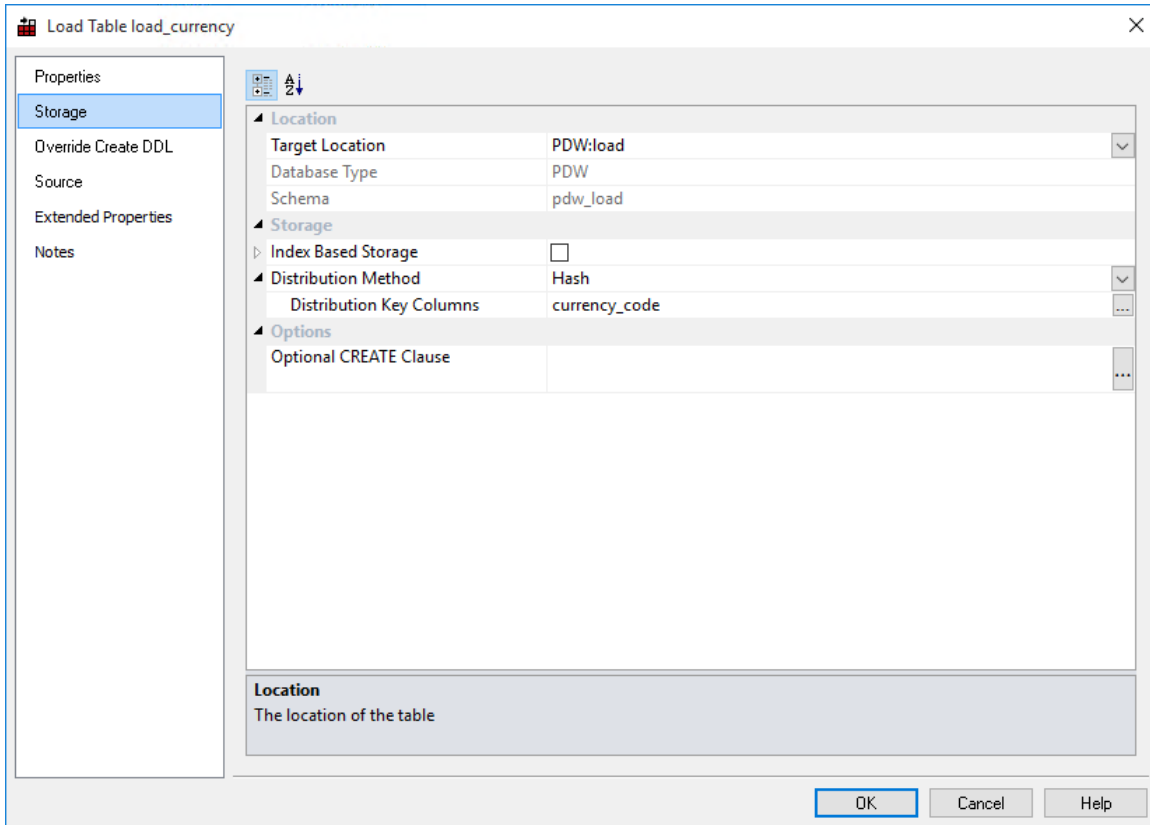 Load Table load_currency
Properties
Storage
Override Create DDL
Source
Extended Properties
Notes
Location
Target Location PDW:load
Database Type PDW
Schema pdw_load
Storage
Index Based Storage
Distribution Method Hash
Distribution Key Columns currency_code
...
Options
Optional CREATE Clause
...
Location
The location of the table
OK Cancel Help